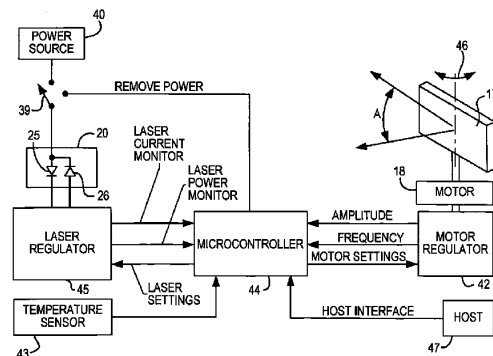 40
POWER
SOURCE
46
17
REMOVE POWER
39
A
20
25
26
LASER
CURRENT
MONITOR
LASER
POWER
MONITOR
18
MOTOR
AMPLITUDE
LASER
REGULATOR
MICROCONTROLLER
FREQUENCY
MOTOR
REGULATOR
MOTOR SETTINGS
45
44
42
LASER
SETTINGS
TEMPERATURE
SENSOR
43
HOST INTERFACE
HOST
47